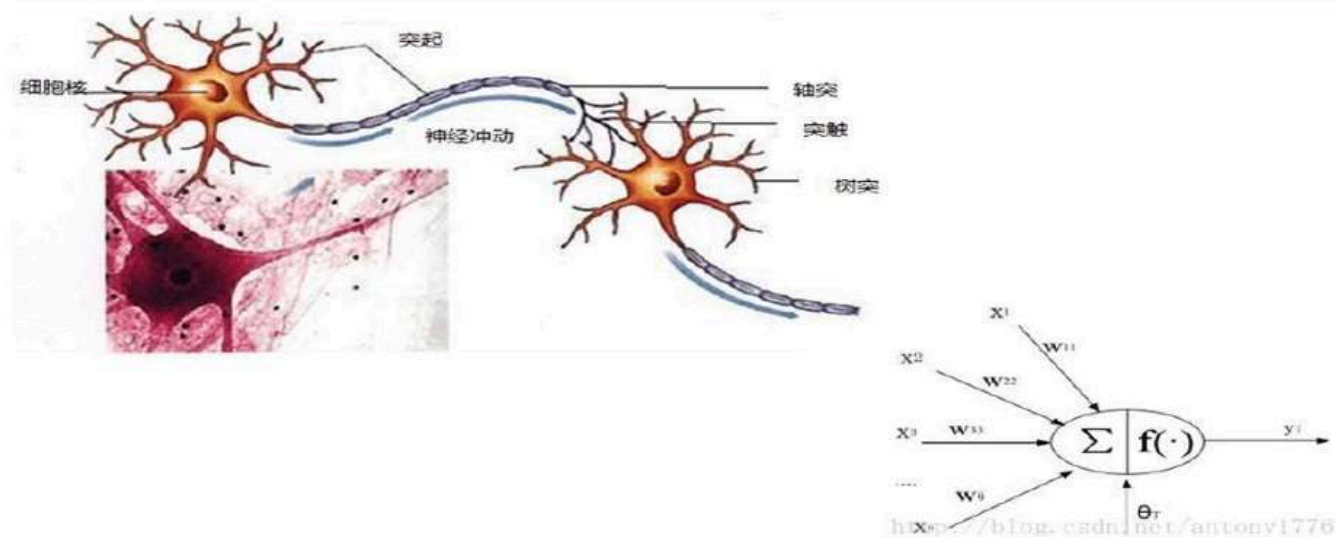 突起
细胞核
轴突
神经冲动
突触
树突
X1
W11
X2
W22
X3
W33
Σ f(·)
....
θT
http://blog.csdn.net/antony1776